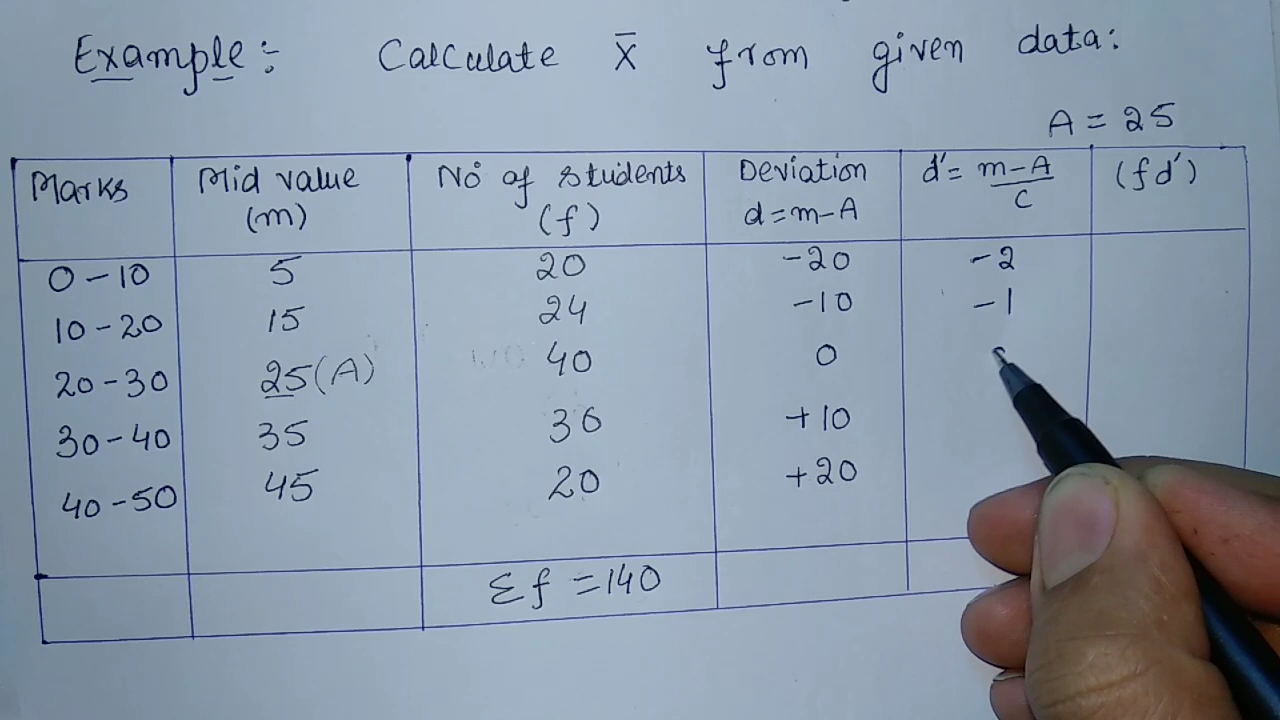 Example:- Calculate X̄ from given data:
A = 25
Marks | Mid value (m) | No of students (f) | Deviation d=m-A | d'= m-A/C | (fd')
0-10 | 5 | 20 | -20 | -2
10-20 | 15 | 24 | -10 | -1
20-30 | 25(A) | 40 | 0
30-40 | 35 | 36 | +10
40-50 | 45 | 20 | +20
Σf =140